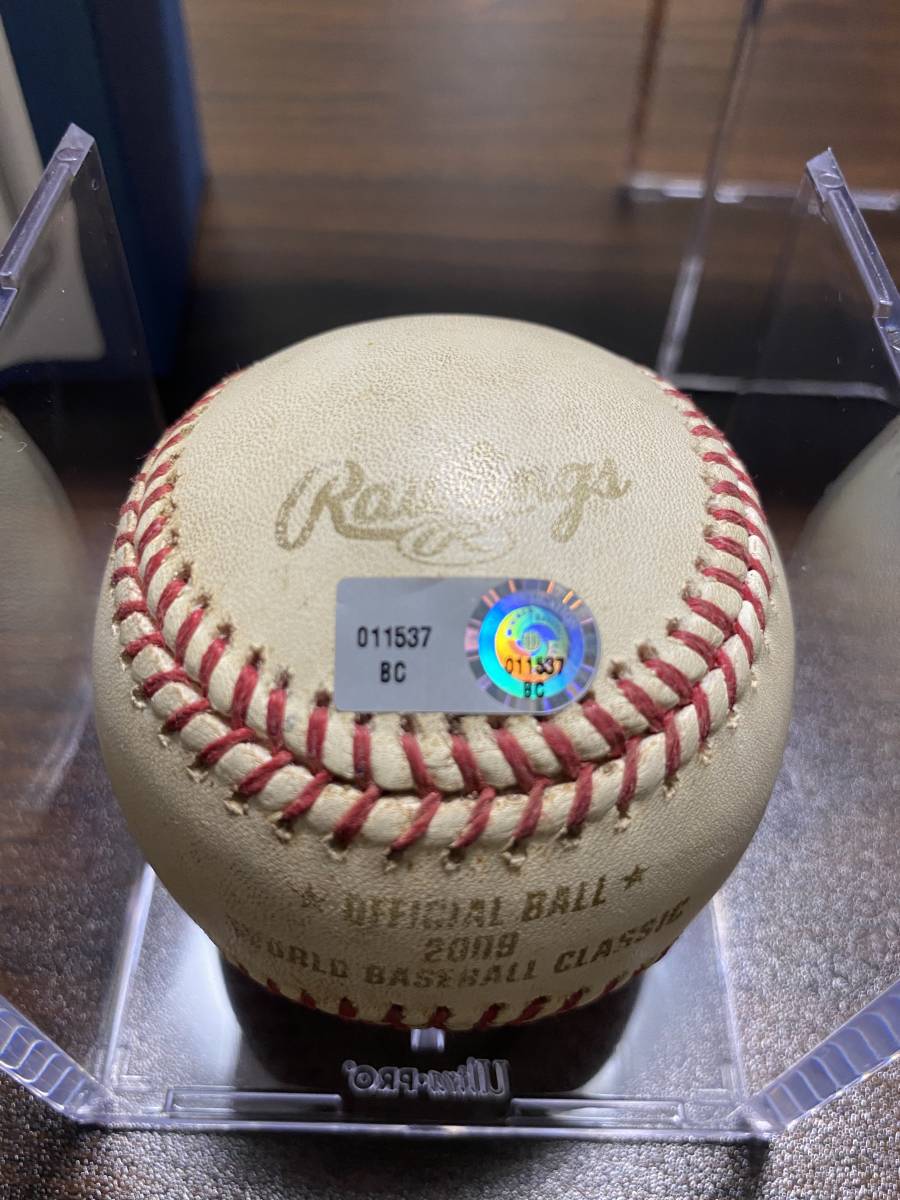 Rawlings
011537
BC
011537
BC
OFFICIAL BALL
2009
WORLD BASEBALL CLASSIC
Ultra•PRO®